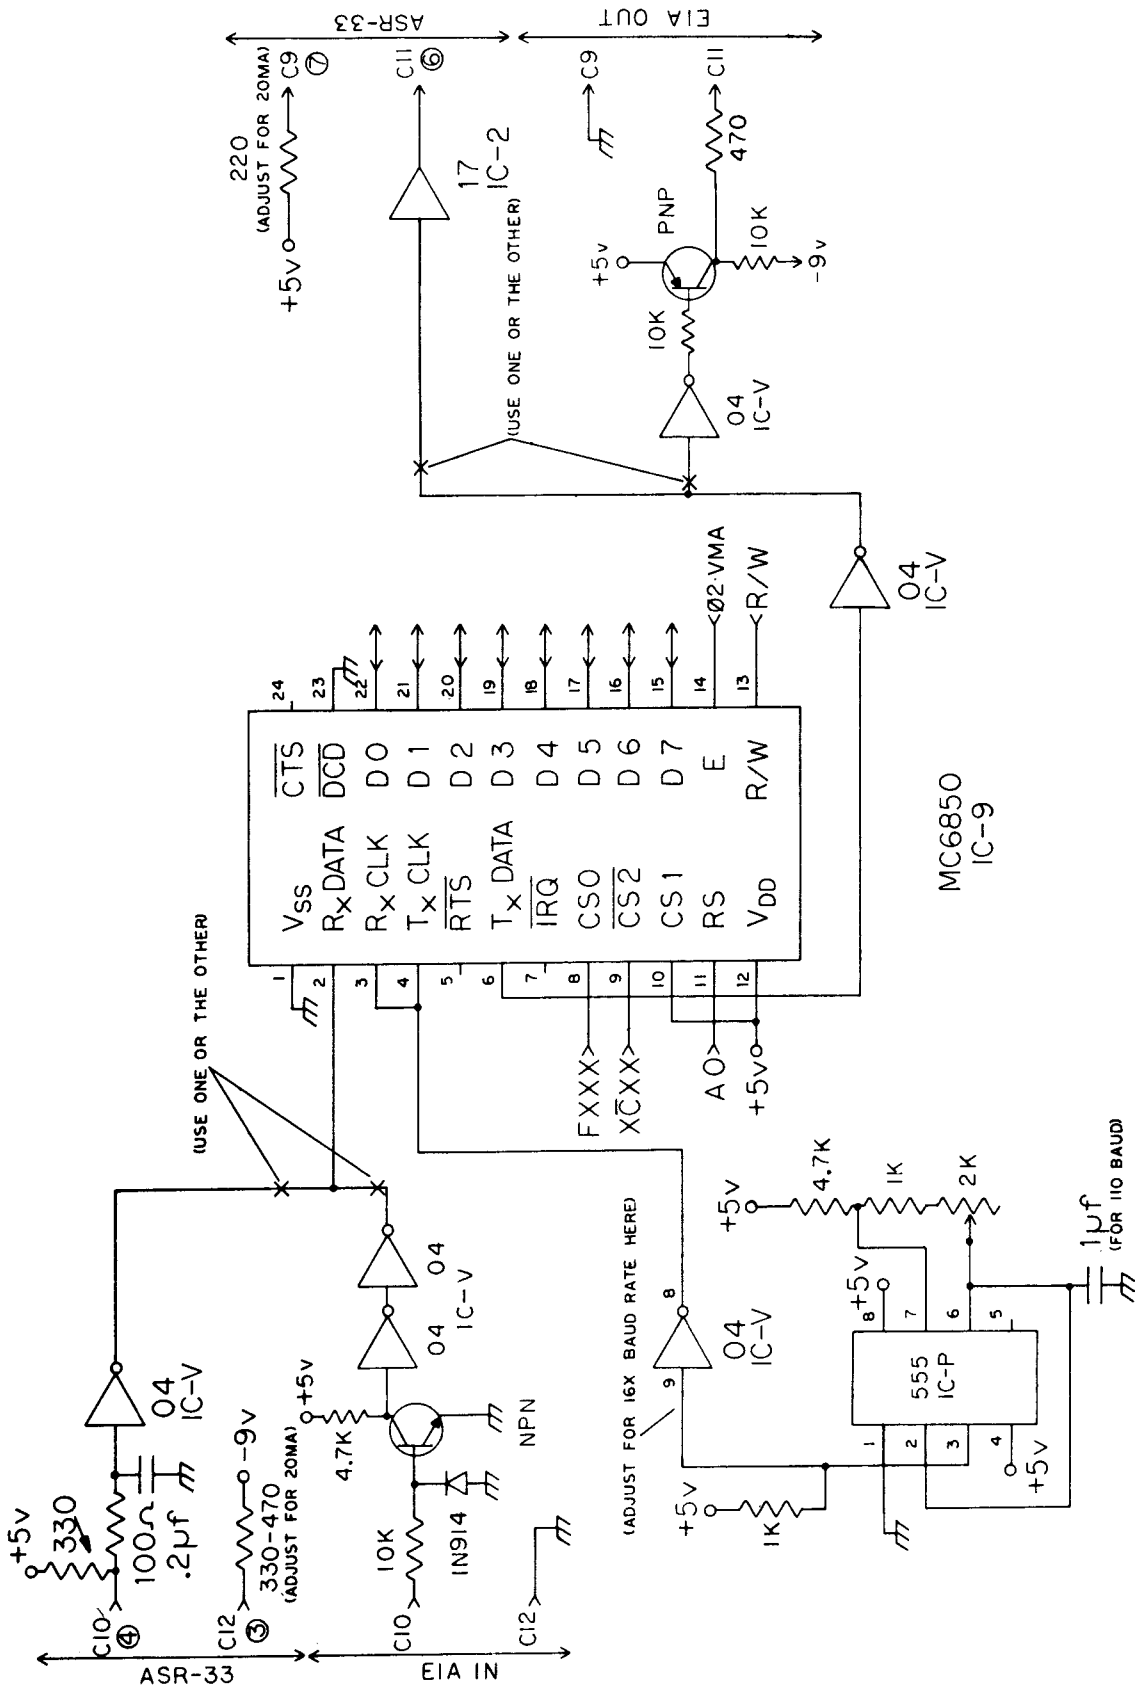 ASR-33
C10
④
+5V
330
100Ω
.2µf
04
IC-V
C12
③
-9V
330-470
(ADJUST FOR 20MA)
EIA IN
C10
10K
1N914
+5V
4.7K
NPN
04
04
IC-V
C12
(USE ONE OR THE OTHER)
(ADJUST FOR 16X BAUD RATE HERE)
+5V
1K
9
8
04
IC-V
555
IC-P
1
2
3
4
+5V
8
7
6
5
+5V
+5V
4.7K
1K
2K
.1µf
(FOR 110 BAUD)
FXXX
XC̅XX
A0
+5V
1
2
3
4
5
6
7
8
9
10
11
12
VSS
RX DATA
RX CLK
TX CLK
R̅T̅S̅
TX DATA
I̅R̅Q̅
CS0
C̅S̅2̅
CS1
RS
VDD
C̅T̅S̅
D̅C̅D̅
D0
D1
D2
D3
D4
D5
D6
D7
E
R/W
24
23
22
21
20
19
18
17
16
15
14
13
Ø2·VMA
R/W
MC6850
IC-9
04
IC-V
(USE ONE OR THE OTHER)
17
IC-2
+5V
220
(ADJUST FOR 20MA)
C9
⑦
C11
⑥
ASR-33
04
IC-V
10K
+5V
PNP
10K
-9V
470
C9
C11
EIA OUT